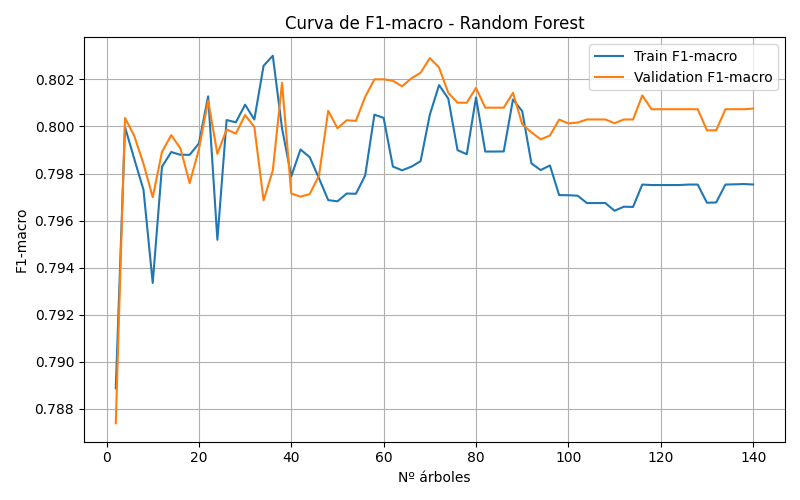 Curva de F1-macro - Random Forest
Train F1-macro
Validation F1-macro
0.802
0.800
0.798
0.796
0.794
0.792
0.790
0.788
F1-macro
0 20 40 60 80 100 120 140
Nº árboles